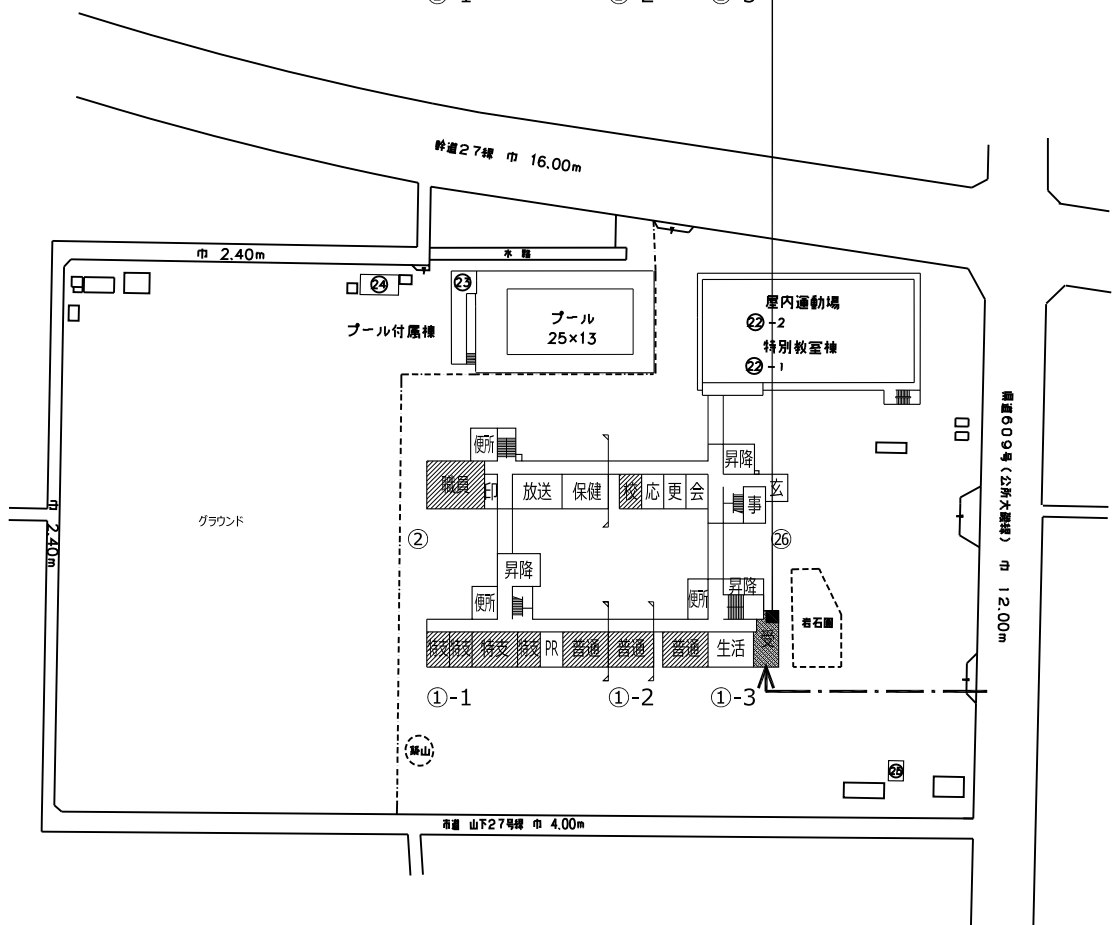 ①-1 ①-2 ①-3
幹道27線 巾 16.00m
巾 2.40m
水路
㉔
㉓
プール付属棟
プール
25×13
屋内運動場
㉒-2
特別教室棟
㉒-1
県道609号(公所大磯線) 巾 12.00m
便所
昇降
職員
印
放送
保健
校
応
更
会
玄
事
巾 2.40m
グラウンド
②
㉖
昇降
便所
便所
昇降
岩石園
特支
特支
特支
特支
PR
普通
普通
普通
生活
受
①-1
①-2
①-3
築山
㉕
市道 山下27号線 巾 4.00m